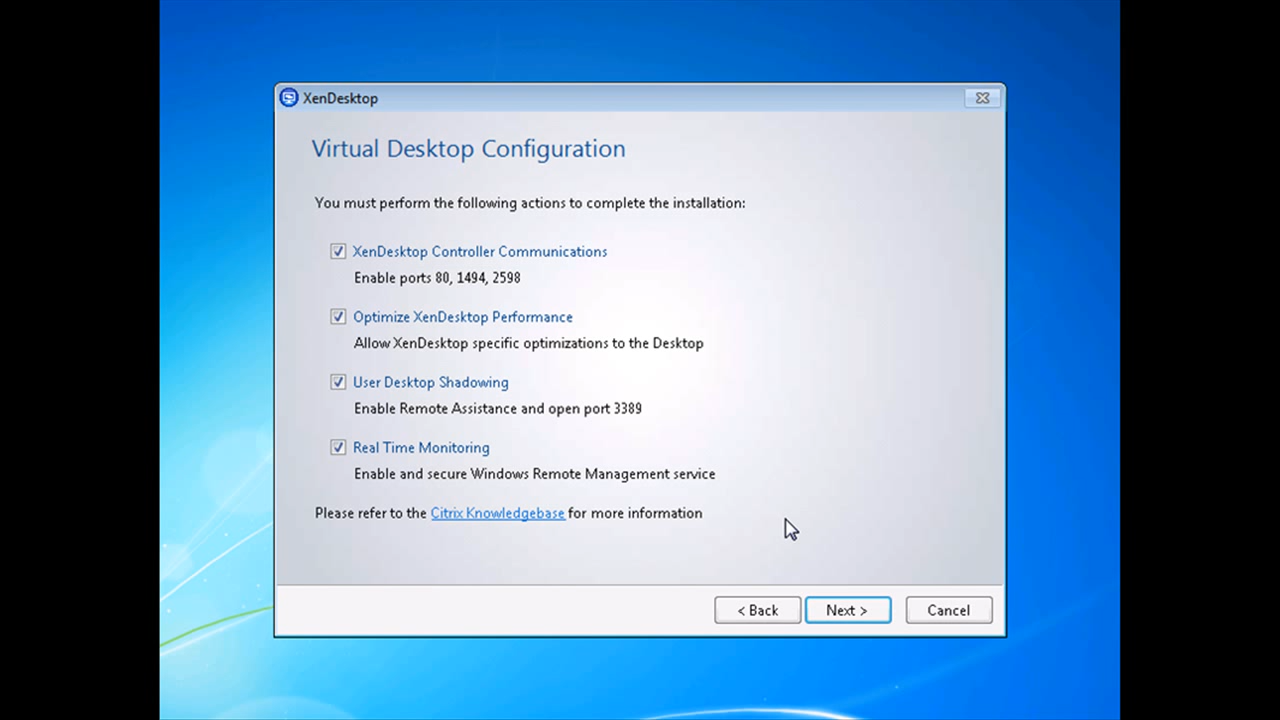 XenDesktop
Virtual Desktop Configuration
You must perform the following actions to complete the installation:
XenDesktop Controller Communications
Enable ports 80, 1494, 2598
Optimize XenDesktop Performance
Allow XenDesktop specific optimizations to the Desktop
User Desktop Shadowing
Enable Remote Assistance and open port 3389
Real Time Monitoring
Enable and secure Windows Remote Management service
Please refer to the Citrix Knowledgebase for more information
< Back Next > Cancel